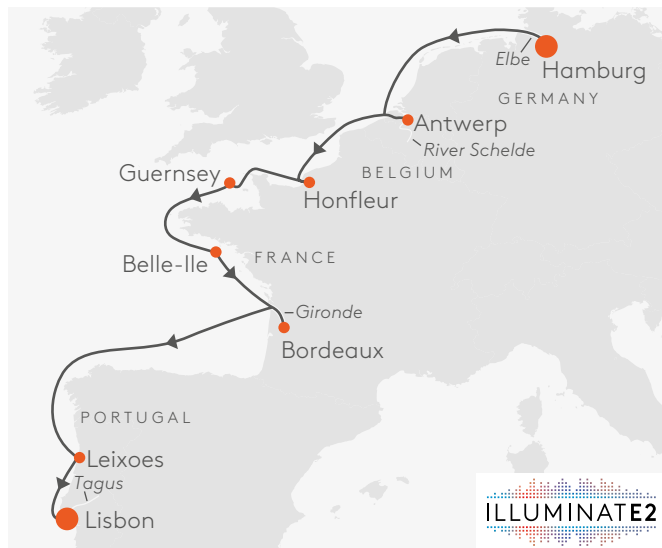 Elbe
Hamburg
GERMANY
Antwerp
River Schelde
BELGIUM
Guernsey
Honfleur
Belle-Ile
FRANCE
Gironde
Bordeaux
PORTUGAL
Leixoes
Tagus
Lisbon
ILLUMINATE2